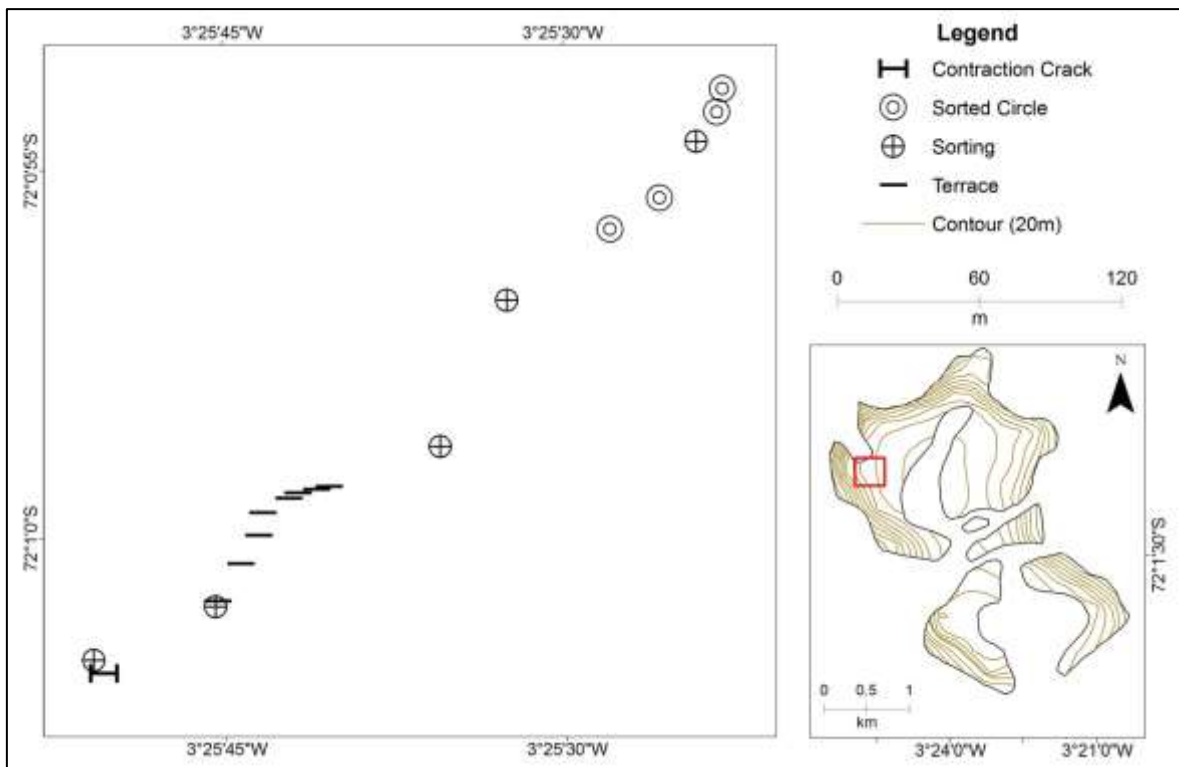 3°25'45"W
3°25'30"W
72°0'55"S
72°1'0"S
3°25'45"W
3°25'30"W
Legend
Contraction Crack
Sorted Circle
Sorting
Terrace
Contour (20m)
0 60 120
m
N
72°1'30"S
0 0.5 1
km
3°24'0"W
3°21'0"W